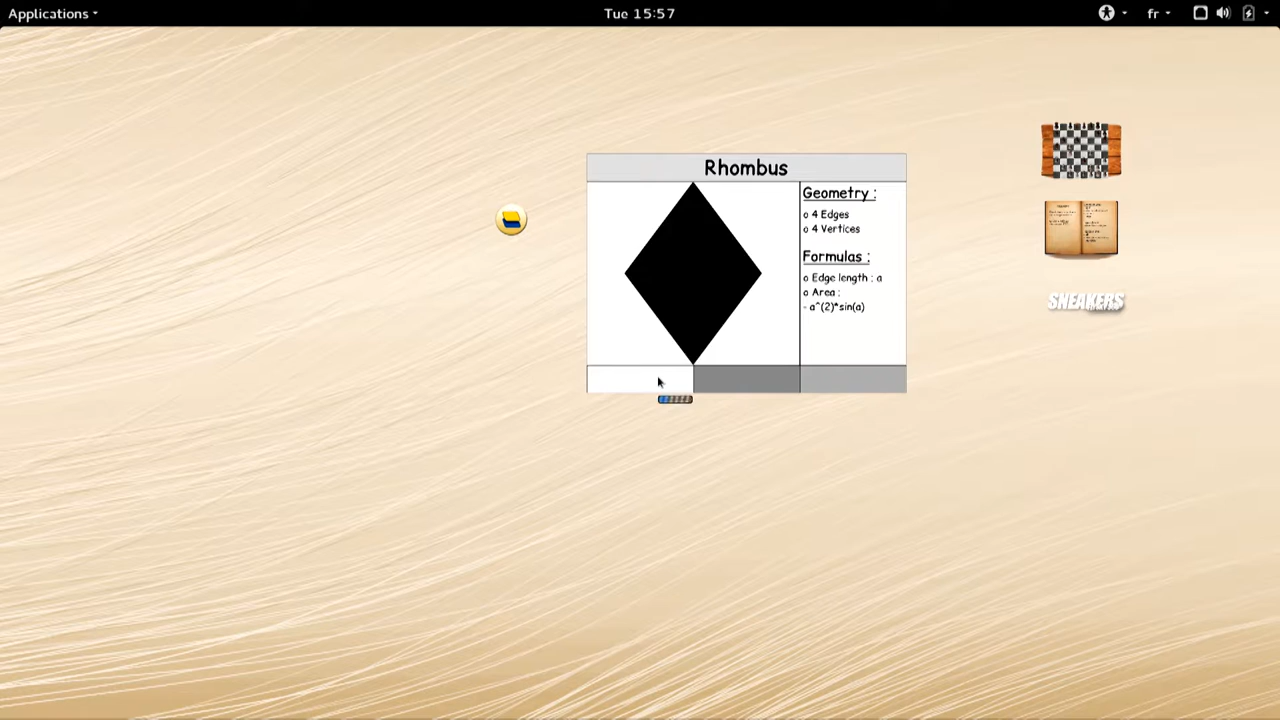 Applications
Tue 15:57
fr
Rhombus
Geometry :
o 4 Edges
o 4 Vertices
Formulas :
o Edge length : a
o Area :
- a^(2)*sin(a)
SNEAKERS